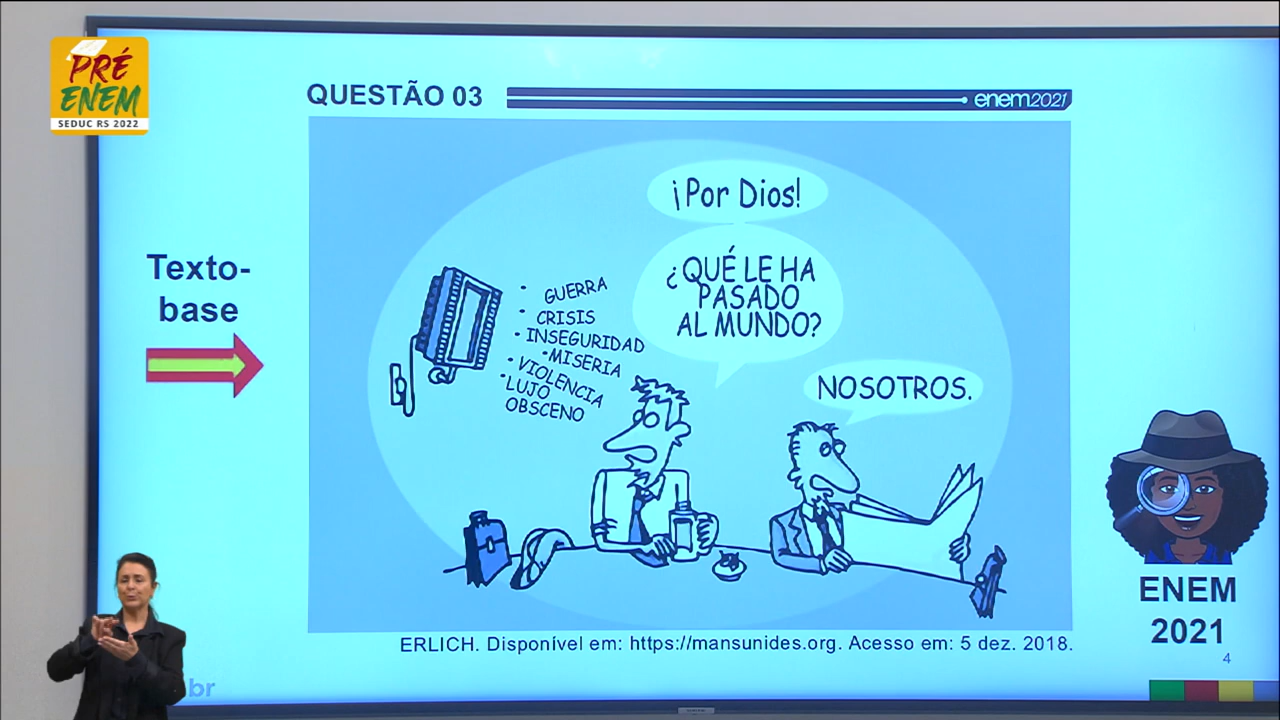 PRÉ
ENEM
SEDUC RS 2022
QUESTÃO 03
enem2021
Texto-
base
¡Por Dios!
¿QUÉ LE HA
PASADO
AL MUNDO?
NOSOTROS.
• GUERRA
• CRISIS
• INSEGURIDAD
• MISERIA
• VIOLENCIA
• LUJO
OBSCENO
ERLICH. Disponível em: https://mansunides.org. Acesso em: 5 dez. 2018.
ENEM
2021
4
br